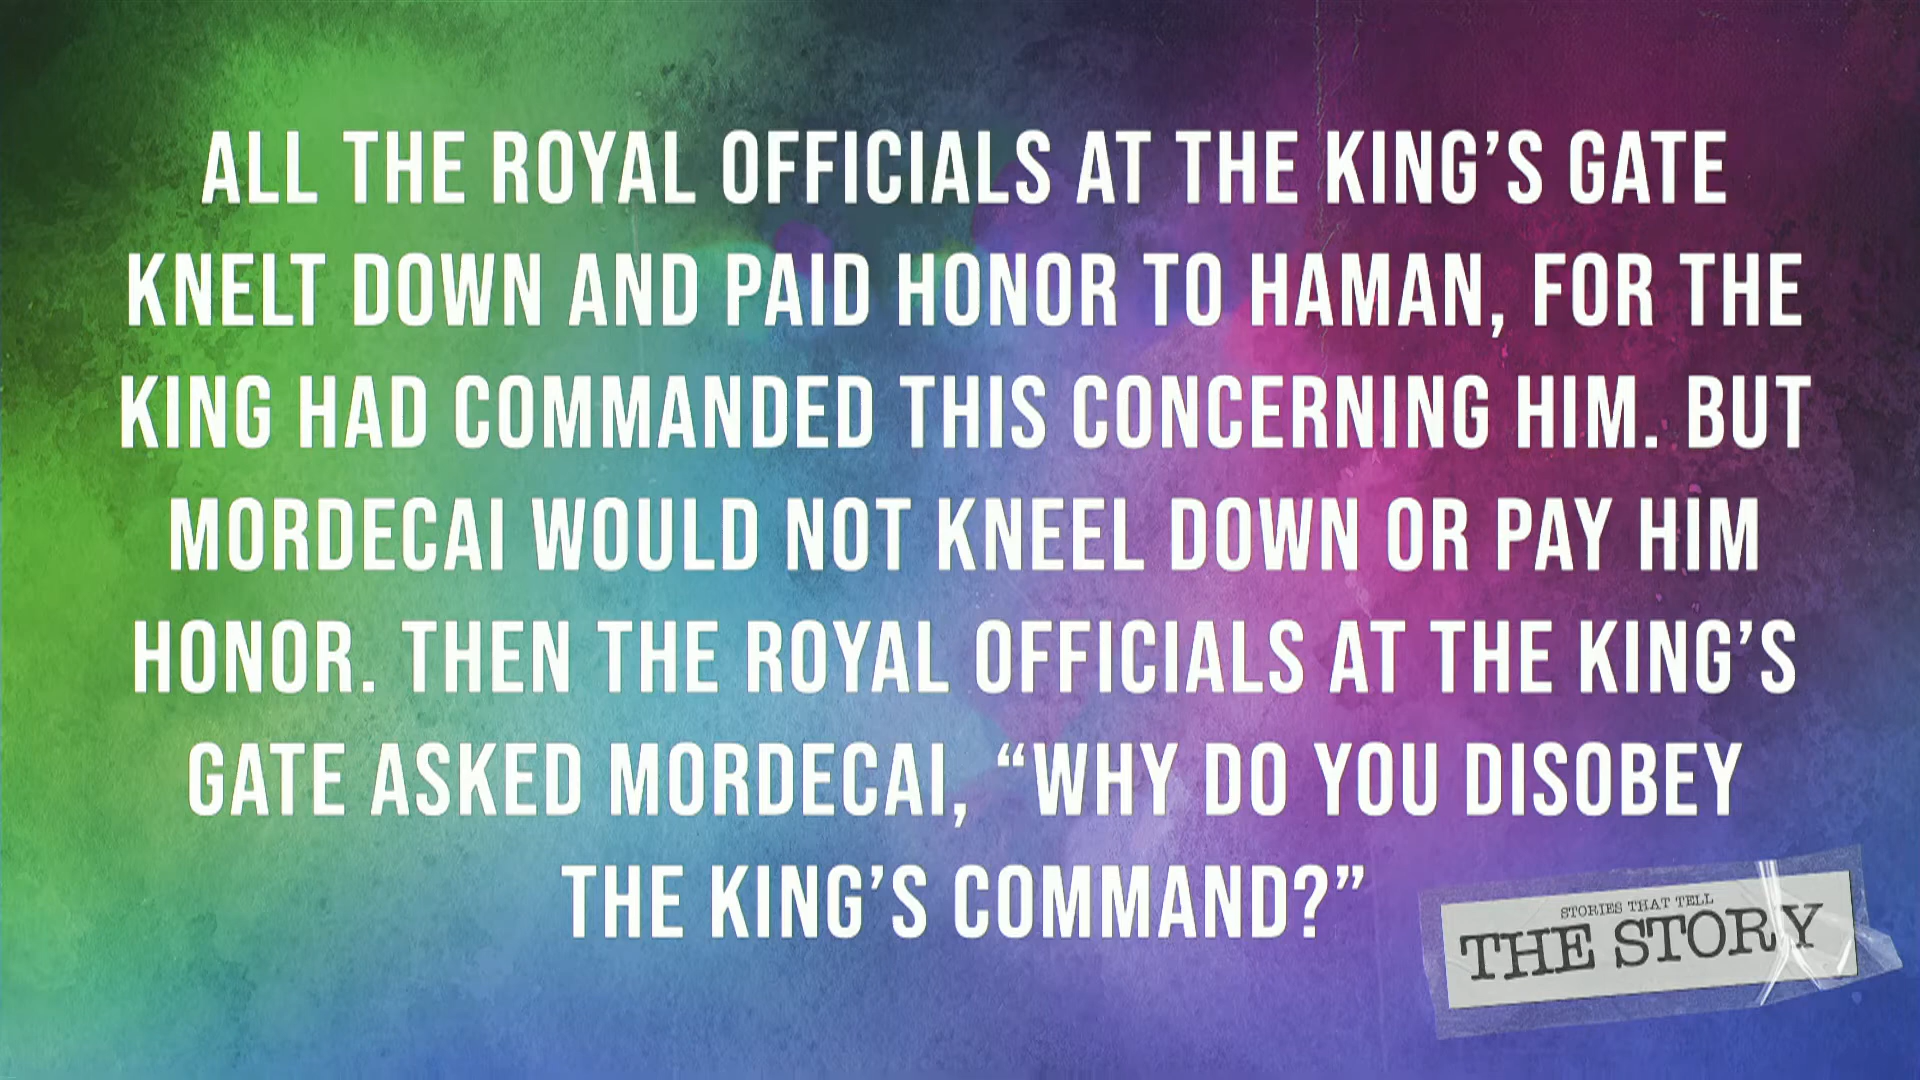 ALL THE ROYAL OFFICIALS AT THE KING’S GATE
KNELT DOWN AND PAID HONOR TO HAMAN, FOR THE
KING HAD COMMANDED THIS CONCERNING HIM. BUT
MORDECAI WOULD NOT KNEEL DOWN OR PAY HIM
HONOR. THEN THE ROYAL OFFICIALS AT THE KING’S
GATE ASKED MORDECAI, “WHY DO YOU DISOBEY
THE KING’S COMMAND?”
STORIES THAT TELL
THE STORY